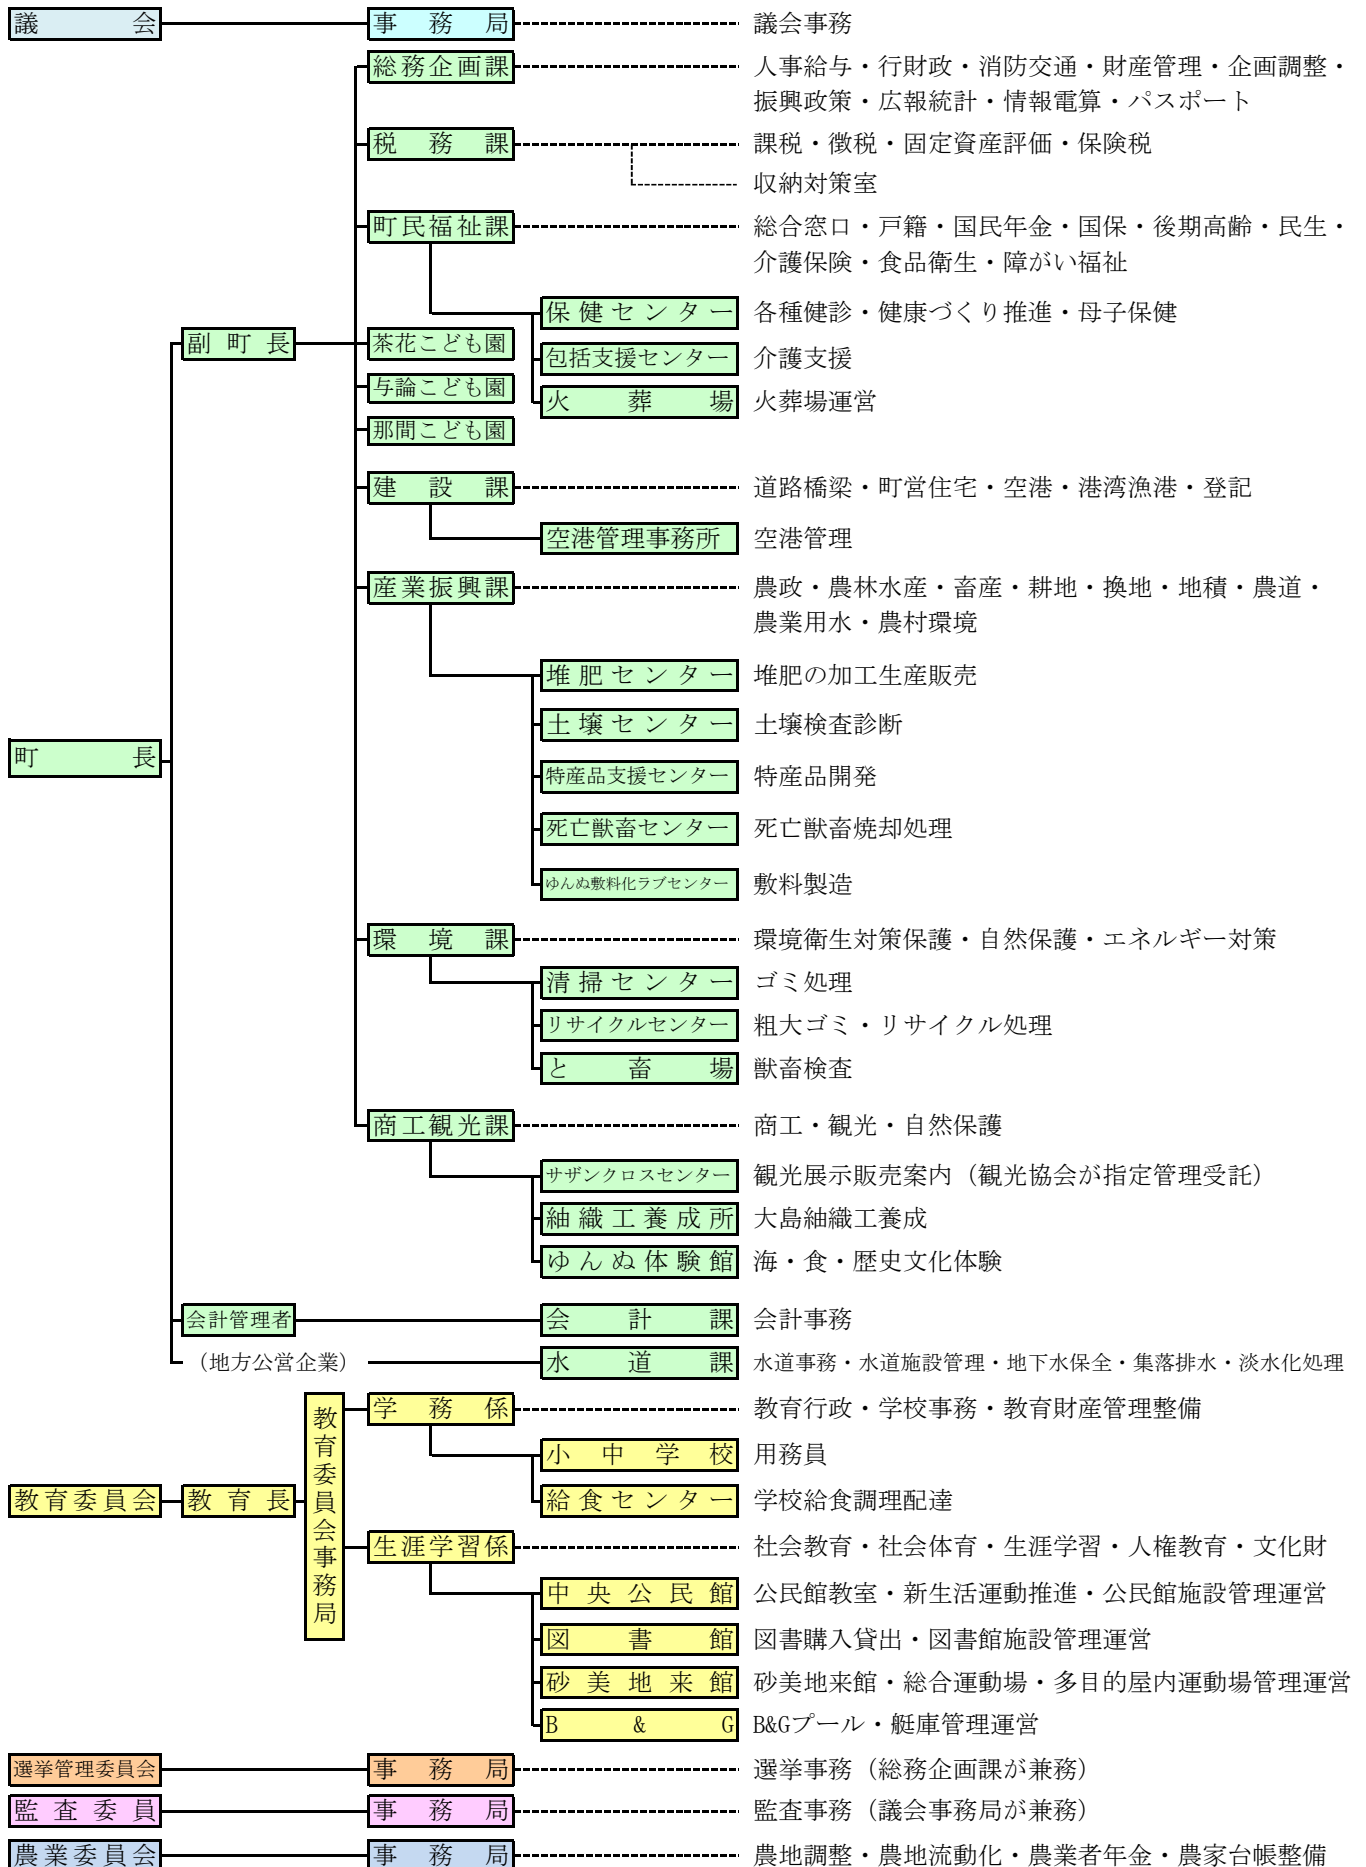 議会 事務局 議会事務
総務企画課 人事給与・行財政・消防交通・財産管理・企画調整・
振興政策・広報統計・情報電算・パスポート
税務課 課税・徴税・固定資産評価・保険税
収納対策室
町民福祉課 総合窓口・戸籍・国民年金・国保・後期高齢・民生・
介護保険・食品衛生・障がい福祉
保健センター 各種健診・健康づくり推進・母子保健
副町長 茶花こども園
包括支援センター 介護支援
与論こども園
火葬場 火葬場運営
那間こども園
建設課 道路橋梁・町営住宅・空港・港湾漁港・登記
空港管理事務所 空港管理
産業振興課 農政・農林水産・畜産・耕地・換地・地積・農道・
農業用水・農村環境
堆肥センター 堆肥の加工生産販売
土壌センター 土壌検査診断
町長
特産品支援センター 特産品開発
死亡獣畜センター 死亡獣畜焼却処理
ゆんぬ敷料化ラブセンター 敷料製造
環境課 環境衛生対策保護・自然保護・エネルギー対策
清掃センター ゴミ処理
リサイクルセンター 粗大ゴミ・リサイクル処理
と畜場 獣畜検査
商工観光課 商工・観光・自然保護
サザンクロスセンター 観光展示販売案内（観光協会が指定管理受託）
紬織工養成所 大島紬織工養成
ゆんぬ体験館 海・食・歴史文化体験
会計管理者 会計課 会計事務
（地方公営企業） 水道課 水道事務・水道施設管理・地下水保全・集落排水・淡水化処理
学務係 教育行政・学校事務・教育財産管理整備
小中学校 用務員
教育委員会 教育長 教育委員会事務局 給食センター 学校給食調理配達
生涯学習係 社会教育・社会体育・生涯学習・人権教育・文化財
中央公民館 公民館教室・新生活運動推進・公民館施設管理運営
図書館 図書購入貸出・図書館施設管理運営
砂美地来館 砂美地来館・総合運動場・多目的屋内運動場管理運営
B&G B&Gプール・艇庫管理運営
選挙管理委員会 事務局 選挙事務（総務企画課が兼務）
監査委員 事務局 監査事務（議会事務局が兼務）
農業委員会 事務局 農地調整・農地流動化・農業者年金・農家台帳整備